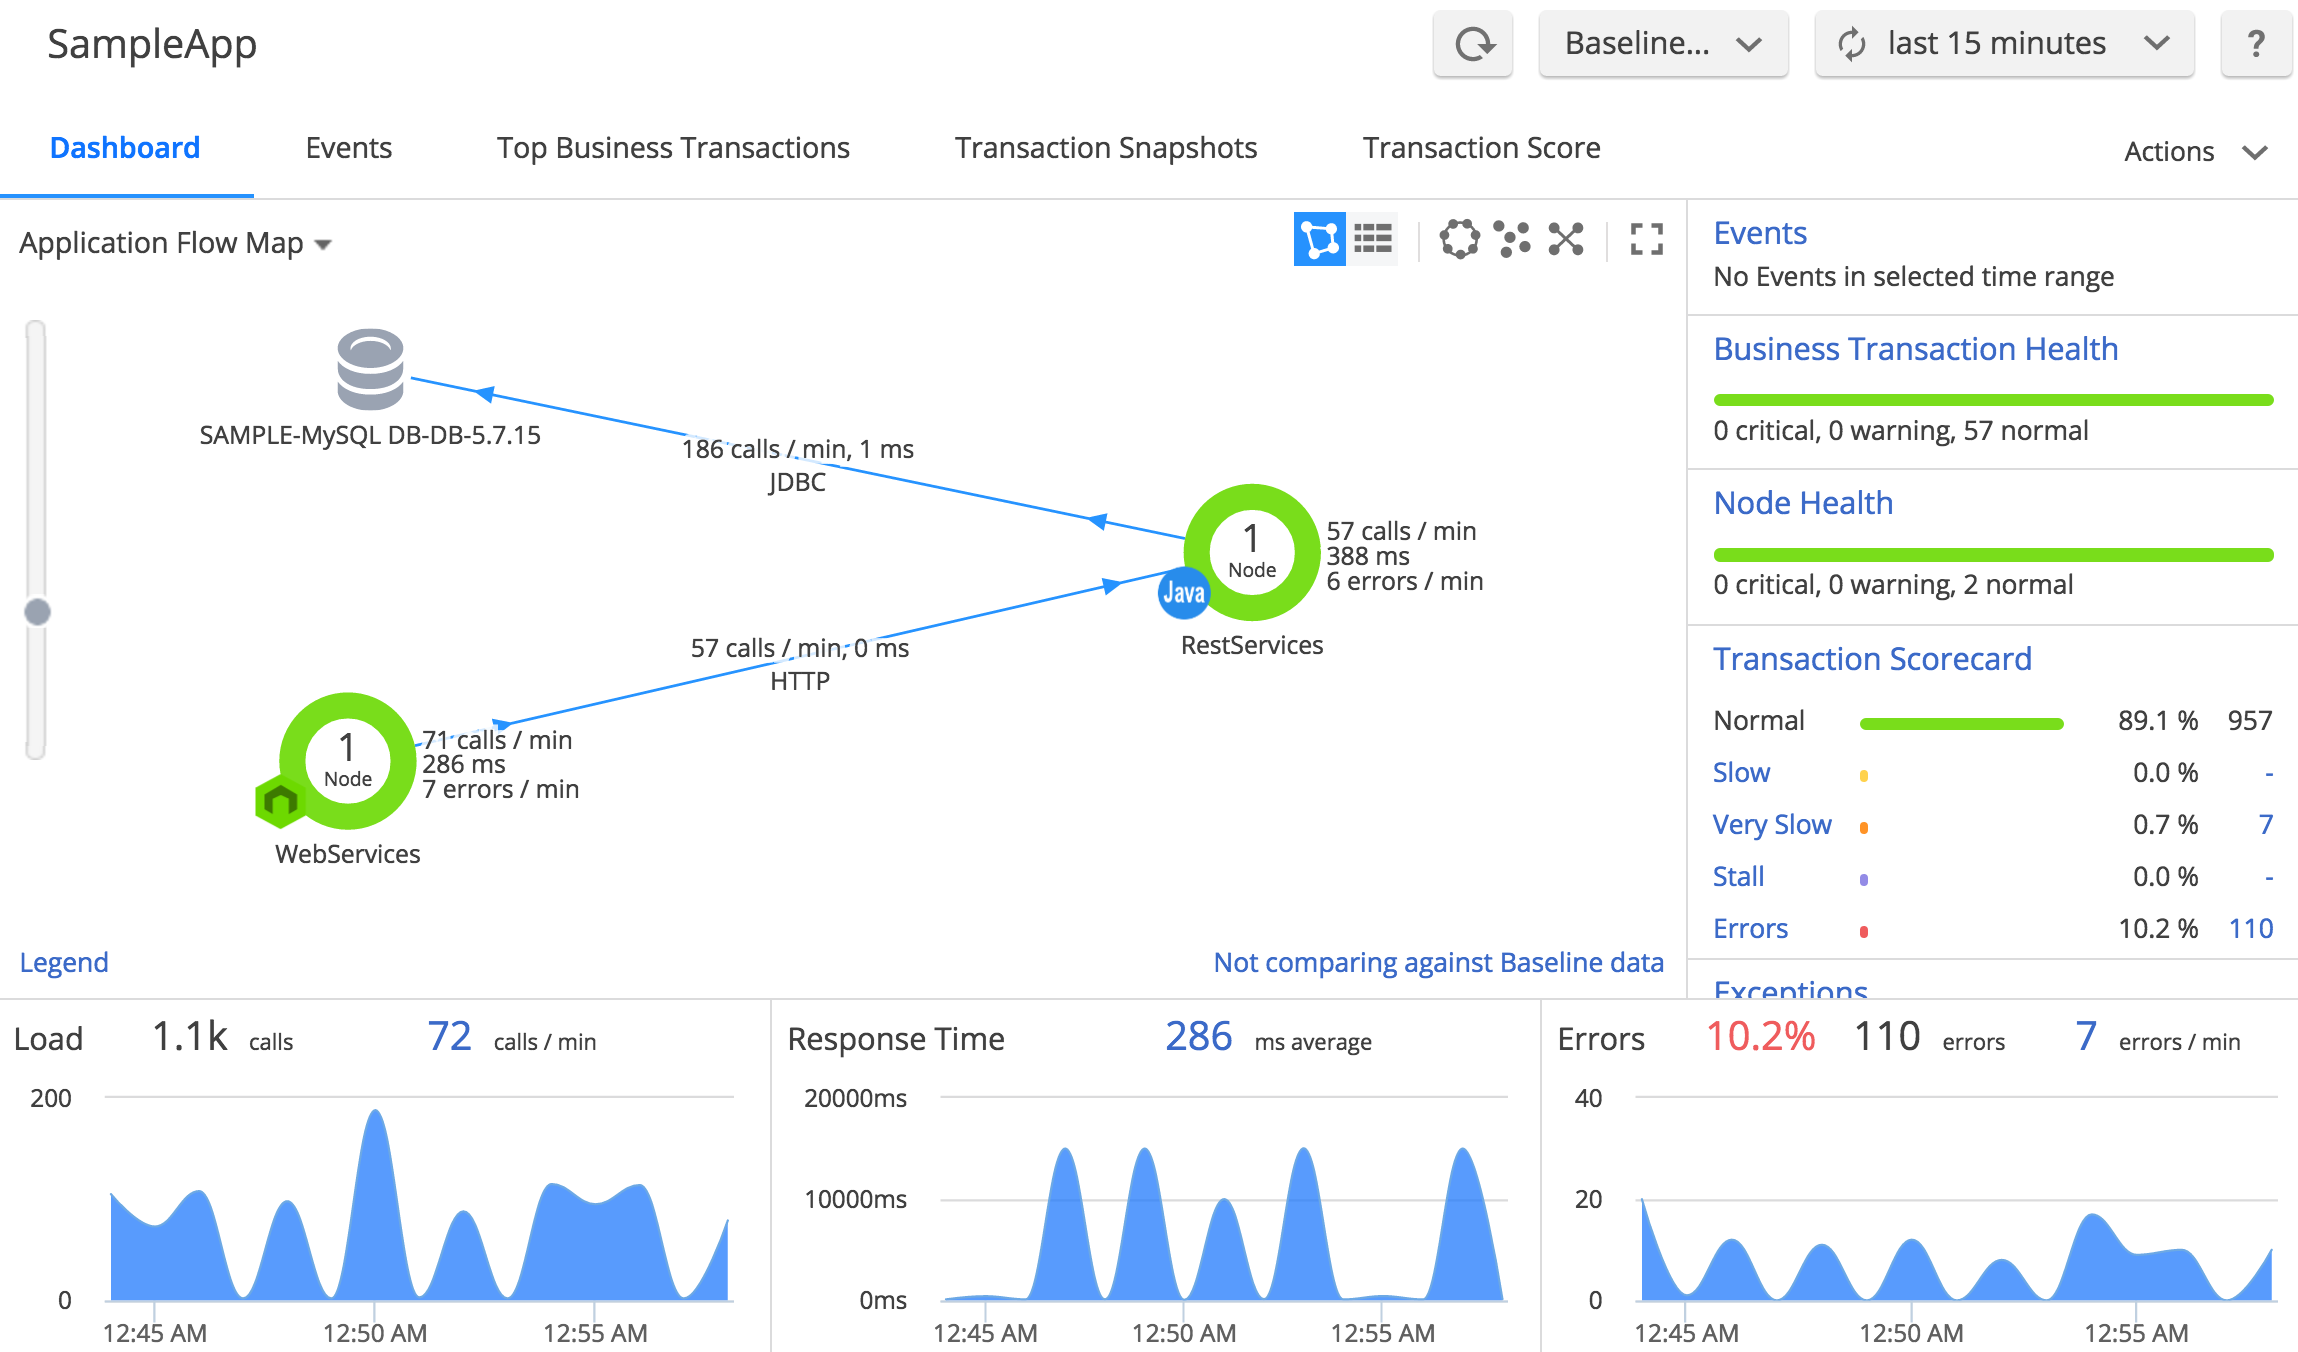 SampleApp
Baseline...
last 15 minutes
?
Dashboard
Events
Top Business Transactions
Transaction Snapshots
Transaction Score
Actions
Application Flow Map
SAMPLE-MySQL DB-DB-5.7.15
186 calls / min, 1 ms
JDBC
1
Node
Java
57 calls / min
388 ms
6 errors / min
RestServices
57 calls / min, 0 ms
HTTP
1
Node
71 calls / min
286 ms
7 errors / min
WebServices
Legend
Not comparing against Baseline data
Events
No Events in selected time range
Business Transaction Health
0 critical, 0 warning, 57 normal
Node Health
0 critical, 0 warning, 2 normal
Transaction Scorecard
Normal 89.1 % 957
Slow 0.0 % -
Very Slow 0.7 % 7
Stall 0.0 % -
Errors 10.2 % 110
Exceptions
Load 1.1k calls 72 calls / min
200
0
12:45 AM 12:50 AM 12:55 AM
Response Time 286 ms average
20000ms
10000ms
0ms
12:45 AM 12:50 AM 12:55 AM
Errors 10.2% 110 errors 7 errors / min
40
20
0
12:45 AM 12:50 AM 12:55 AM